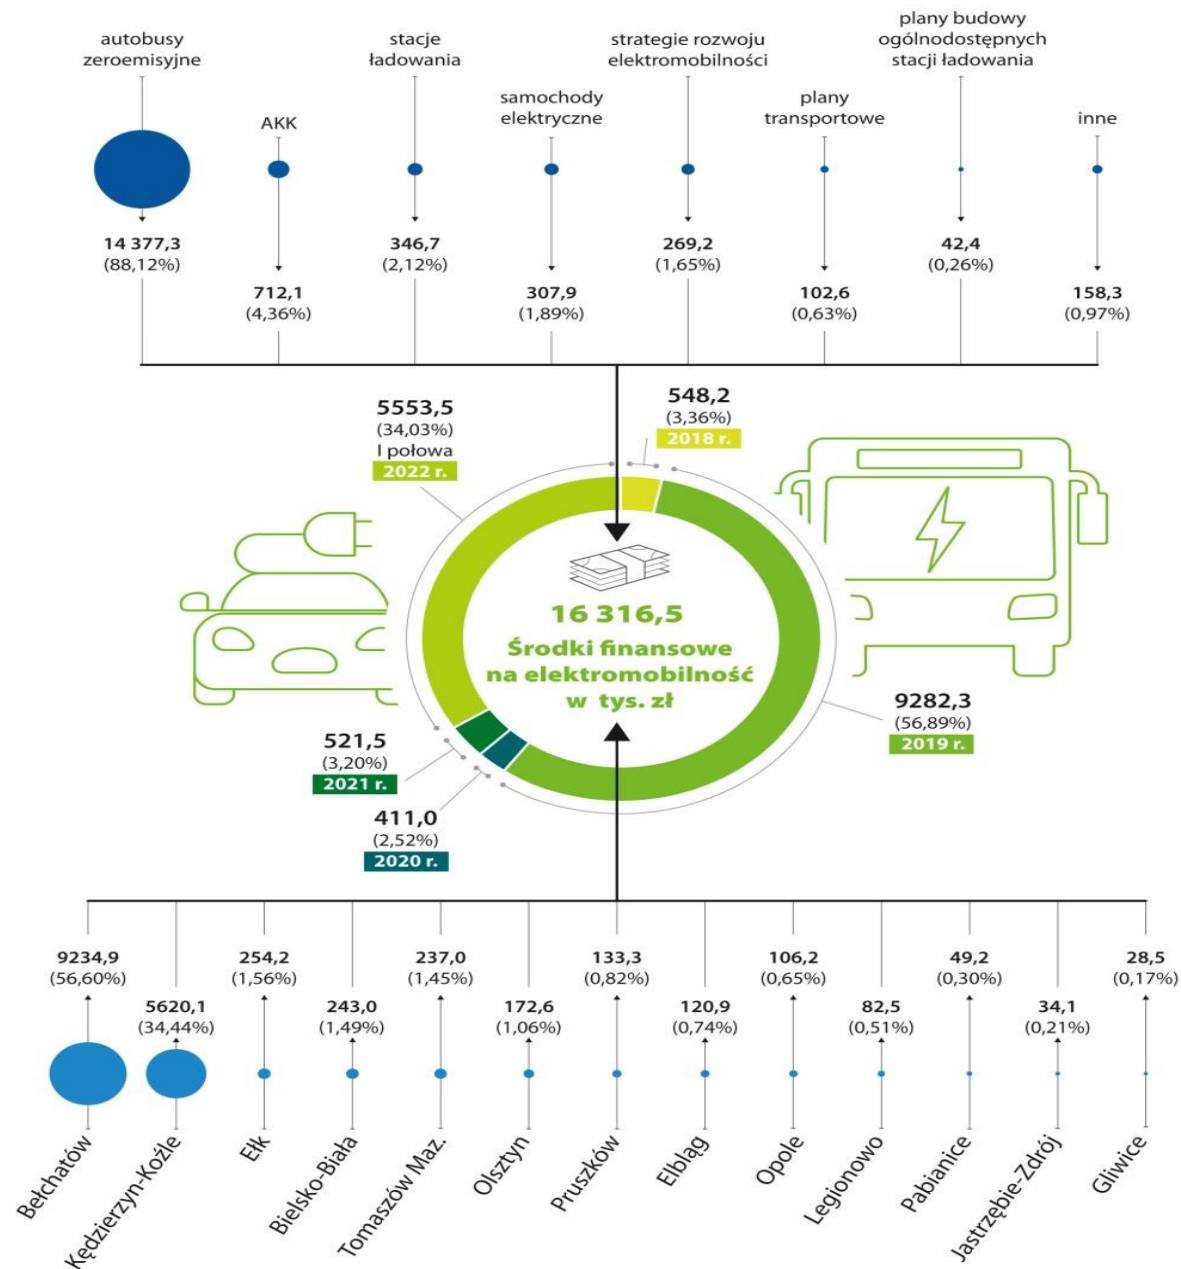 autobusy
zeroemisyjne
14 377,3
(88,12%)
AKK
712,1
(4,36%)
stacje
ładowania
346,7
(2,12%)
samochody
elektryczne
307,9
(1,89%)
strategie rozwoju
elektromobilności
269,2
(1,65%)
plany
transportowe
102,6
(0,63%)
plany budowy
ogólnodostępnych
stacji ładowania
42,4
(0,26%)
inne
158,3
(0,97%)
5553,5
(34,03%)
I połowa
2022 r.
548,2
(3,36%)
2018 r.
16 316,5
Środki finansowe
na elektromobilność
w tys. zł
9282,3
(56,89%)
2019 r.
521,5
(3,20%)
2021 r.
411,0
(2,52%)
2020 r.
9234,9
(56,60%)
Bełchatów
5620,1
(34,44%)
Kędzierzyn-Koźle
254,2
(1,56%)
Ełk
243,0
(1,49%)
Bielsko-Biała
237,0
(1,45%)
Tomaszów Maz.
172,6
(1,06%)
Olsztyn
133,3
(0,82%)
Pruszków
120,9
(0,74%)
Elbląg
106,2
(0,65%)
Opole
82,5
(0,51%)
Legionowo
49,2
(0,30%)
Pabianice
34,1
(0,21%)
Jastrzębie-Zdrój
28,5
(0,17%)
Gliwice